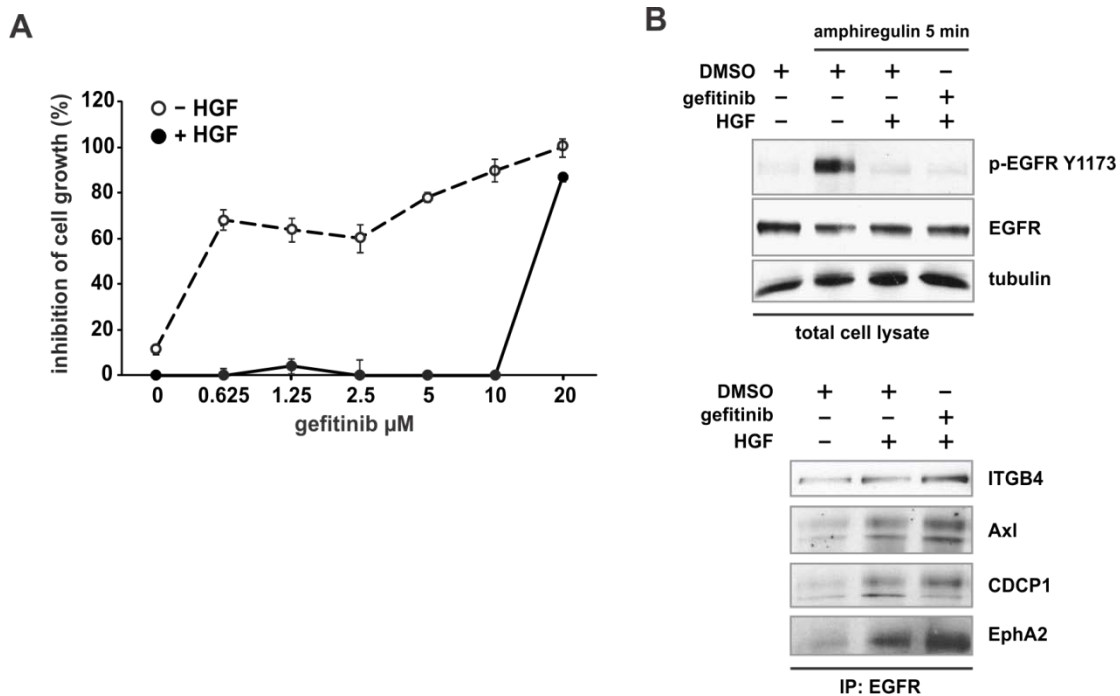 A
inhibition of cell growth (%)
120
100
80
60
40
20
0
– HGF
+ HGF
0 0.625 1.25 2.5 5 10 20
gefitinib µM
B
amphiregulin 5 min
DMSO + + + –
gefitinib – – – +
HGF – – + +
p-EGFR Y1173
EGFR
tubulin
total cell lysate
DMSO + + –
gefitinib – – +
HGF – + +
ITGB4
Axl
CDCP1
EphA2
IP: EGFR